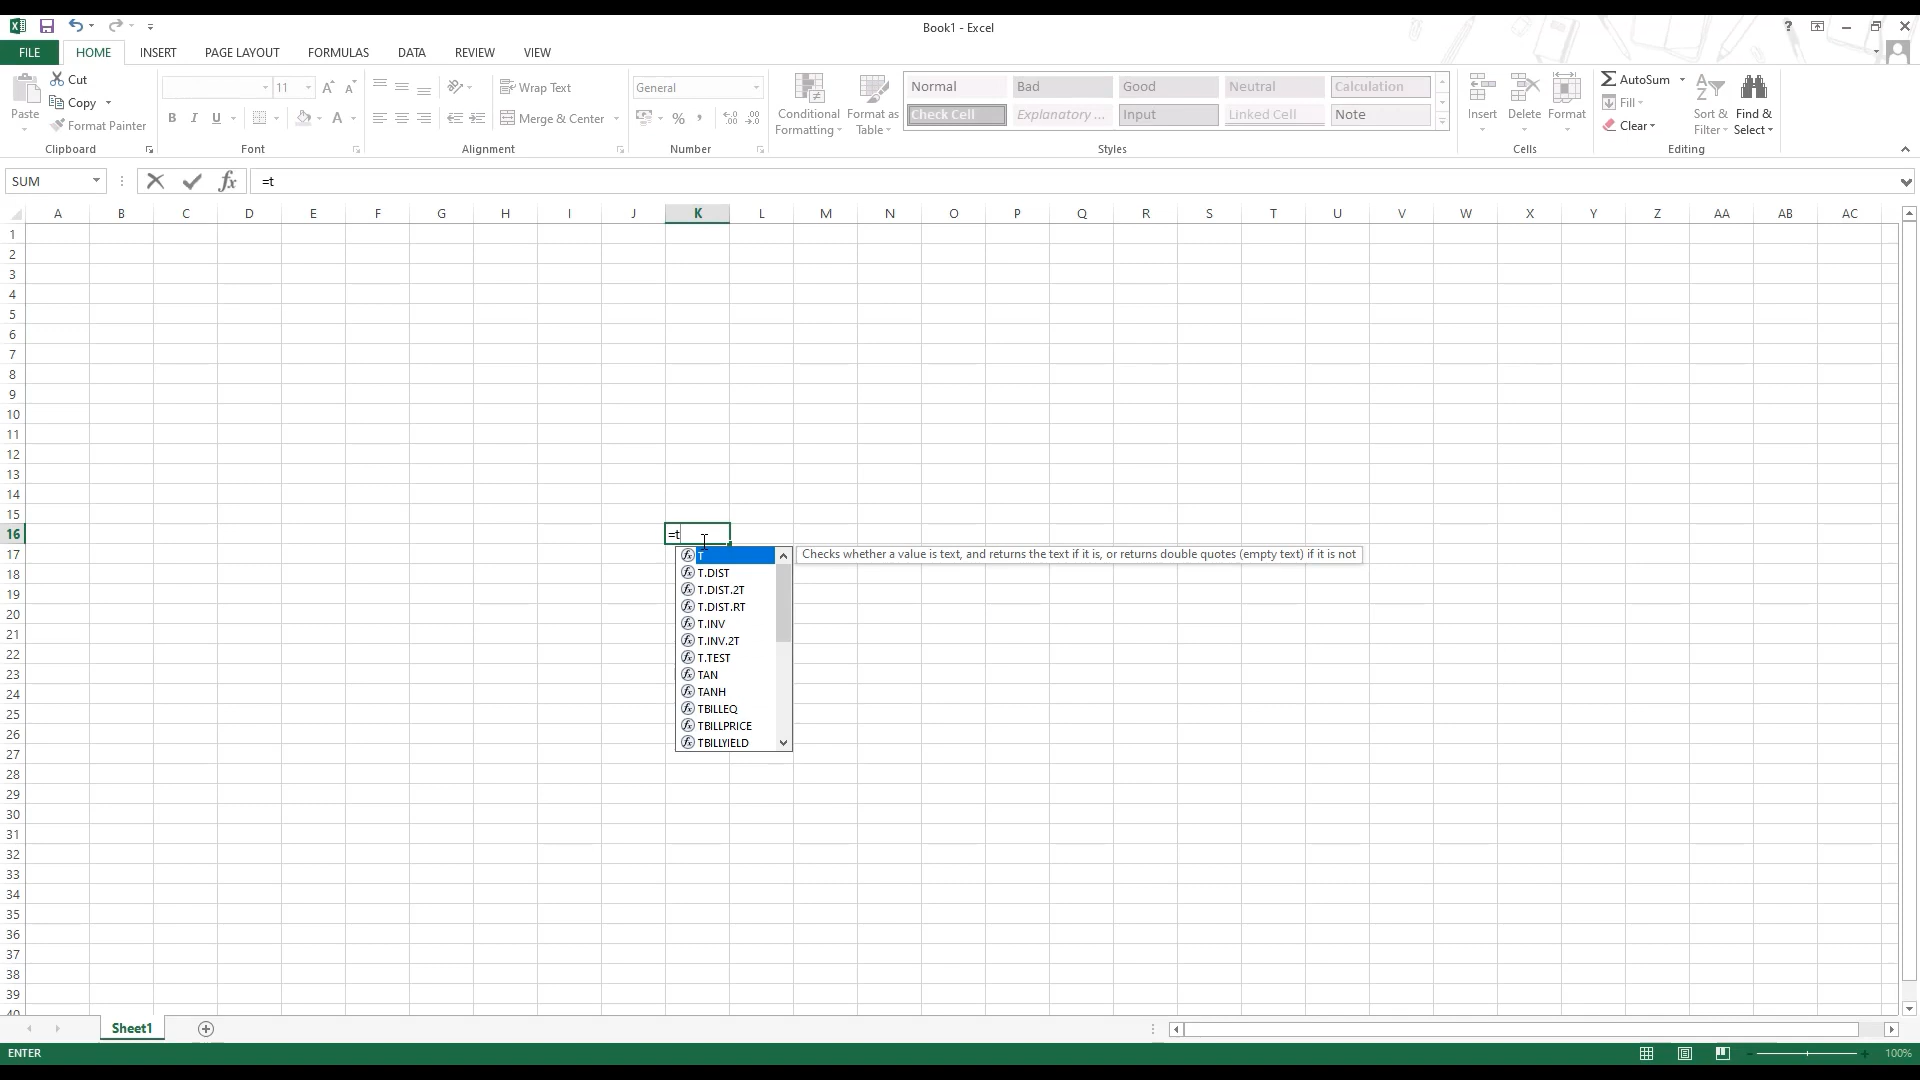 Book1 - Excel
?
FILE HOME INSERT PAGE LAYOUT FORMULAS DATA REVIEW VIEW
Paste
Cut
Copy
Format Painter
Clipboard
11
A A
B I U A
Font
Wrap Text
Merge & Center
Alignment
General
% , .00 .0
Number
Conditional Formatting
Format as Table
Normal Bad Good Neutral Calculation
Check Cell Explanatory ... Input Linked Cell Note
Styles
Insert Delete Format
Cells
AutoSum
Fill
Clear
Sort & Filter
Find & Select
Editing
SUM fx =t
A B C D E F G H I J K L M N O P Q R S T U V W X Y Z AA AB AC
1
2
3
4
5
6
7
8
9
10
11
12
13
14
15
16 =t
17
18
19
20
21
22
23
24
25
26
27
28
29
30
31
32
33
34
35
36
37
38
39
40
T
Checks whether a value is text, and returns the text if it is, or returns double quotes (empty text) if it is not
T.DIST
T.DIST.2T
T.DIST.RT
T.INV
T.INV.2T
T.TEST
TAN
TANH
TBILLEQ
TBILLPRICE
TBILLYIELD
Sheet1
ENTER
100%